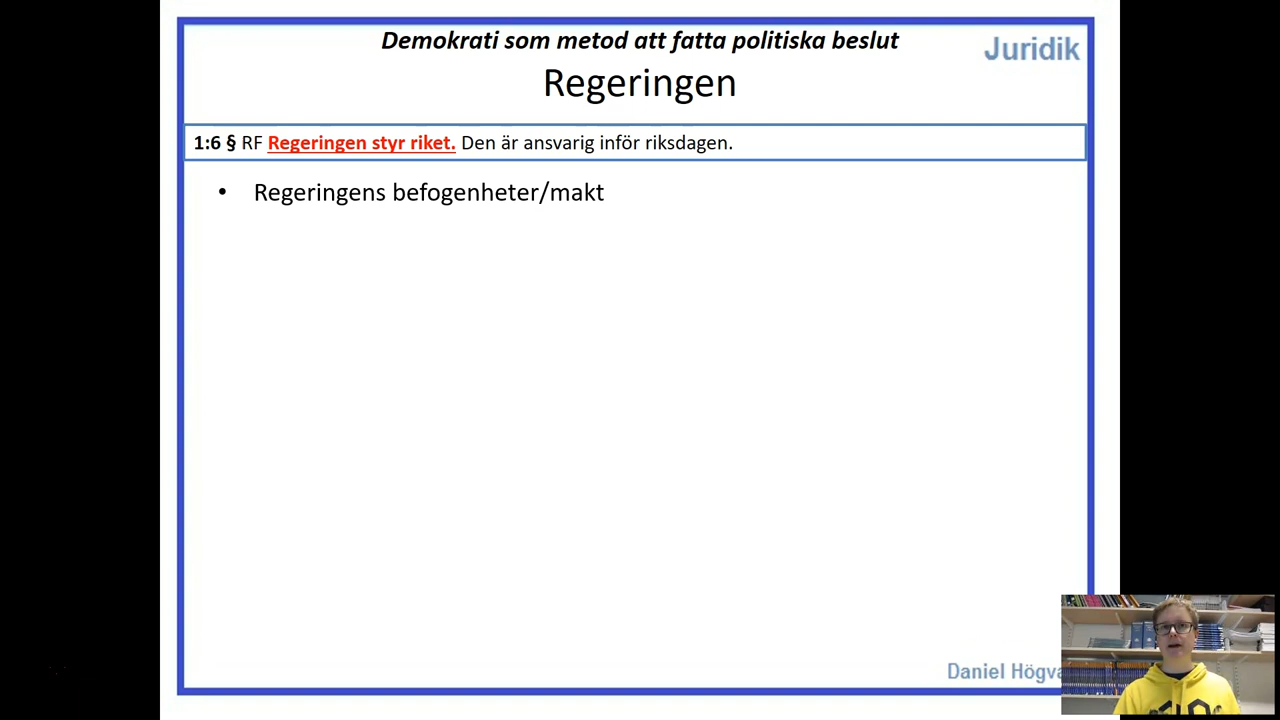 Demokrati som metod att fatta politiska beslut
Juridik
Regeringen
1:6 § RF Regeringen styr riket. Den är ansvarig inför riksdagen.
• Regeringens befogenheter/makt
Daniel